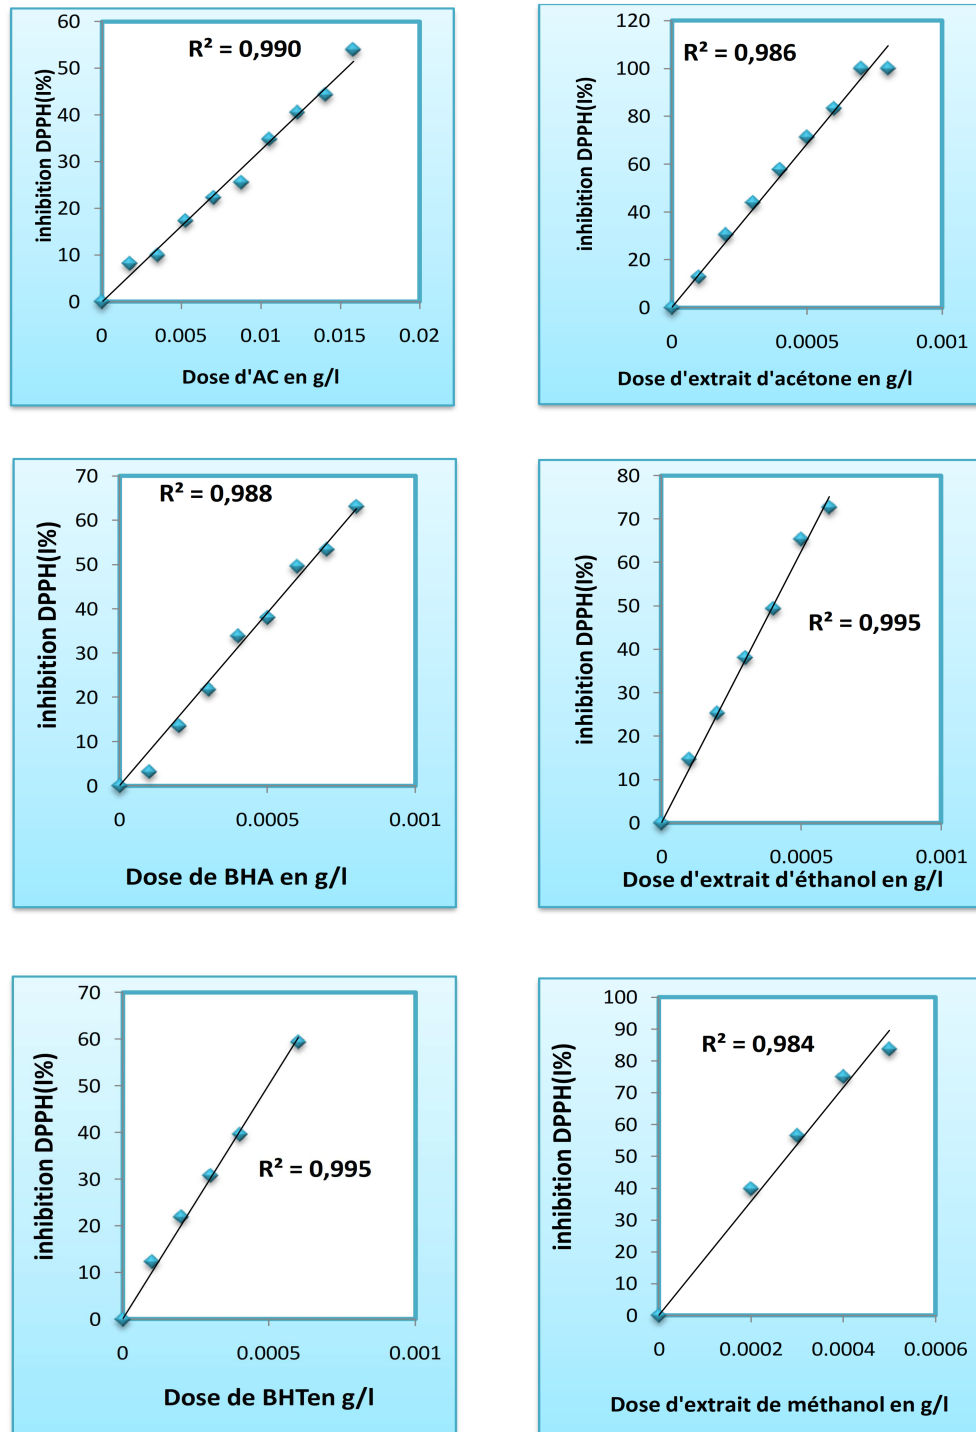 inhibition DPPH(I%)
60
50
40
30
20
10
0
R² = 0,990
0 0.005 0.01 0.015 0.02
Dose d'AC en g/l
inhibition DPPH(I%)
120
100
80
60
40
20
0
R² = 0,986
0 0.0005 0.001
Dose d'extrait d'acétone en g/l
inhibition DPPH(I%)
70
60
50
40
30
20
10
0
R² = 0,988
0 0.0005 0.001
Dose de BHA en g/l
inhibition DPPH(I%)
80
70
60
50
40
30
20
10
0
R² = 0,995
0 0.0005 0.001
Dose d'extrait d'éthanol en g/l
inhibition DPPH(I%)
70
60
50
40
30
20
10
0
R² = 0,995
0 0.0005 0.001
Dose de BHTen g/l
inhibition DPPH(I%)
100
90
80
70
60
50
40
30
20
10
0
R² = 0,984
0 0.0002 0.0004 0.0006
Dose d'extrait de méthanol en g/l